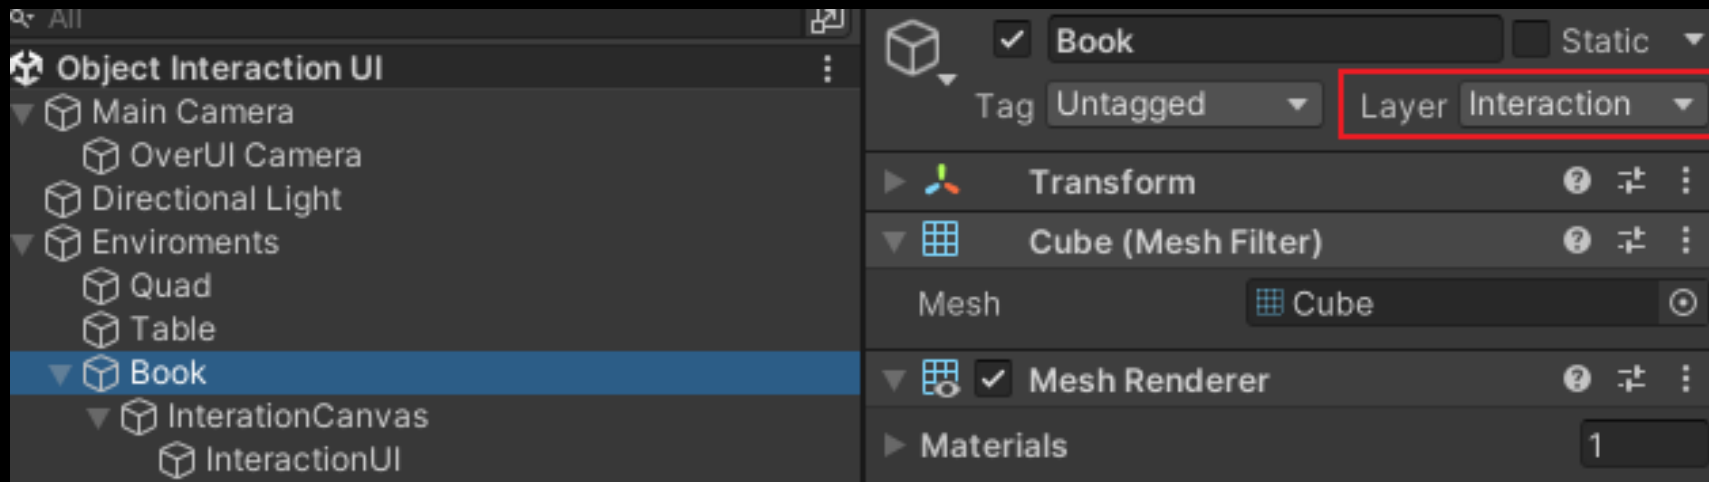 All
Object Interaction UI
Main Camera
OverUI Camera
Directional Light
Enviroments
Quad
Table
Book
InterationCanvas
InteractionUI
Book
Static
Tag Untagged
Layer Interaction
Transform
Cube (Mesh Filter)
Mesh
Cube
Mesh Renderer
Materials
1